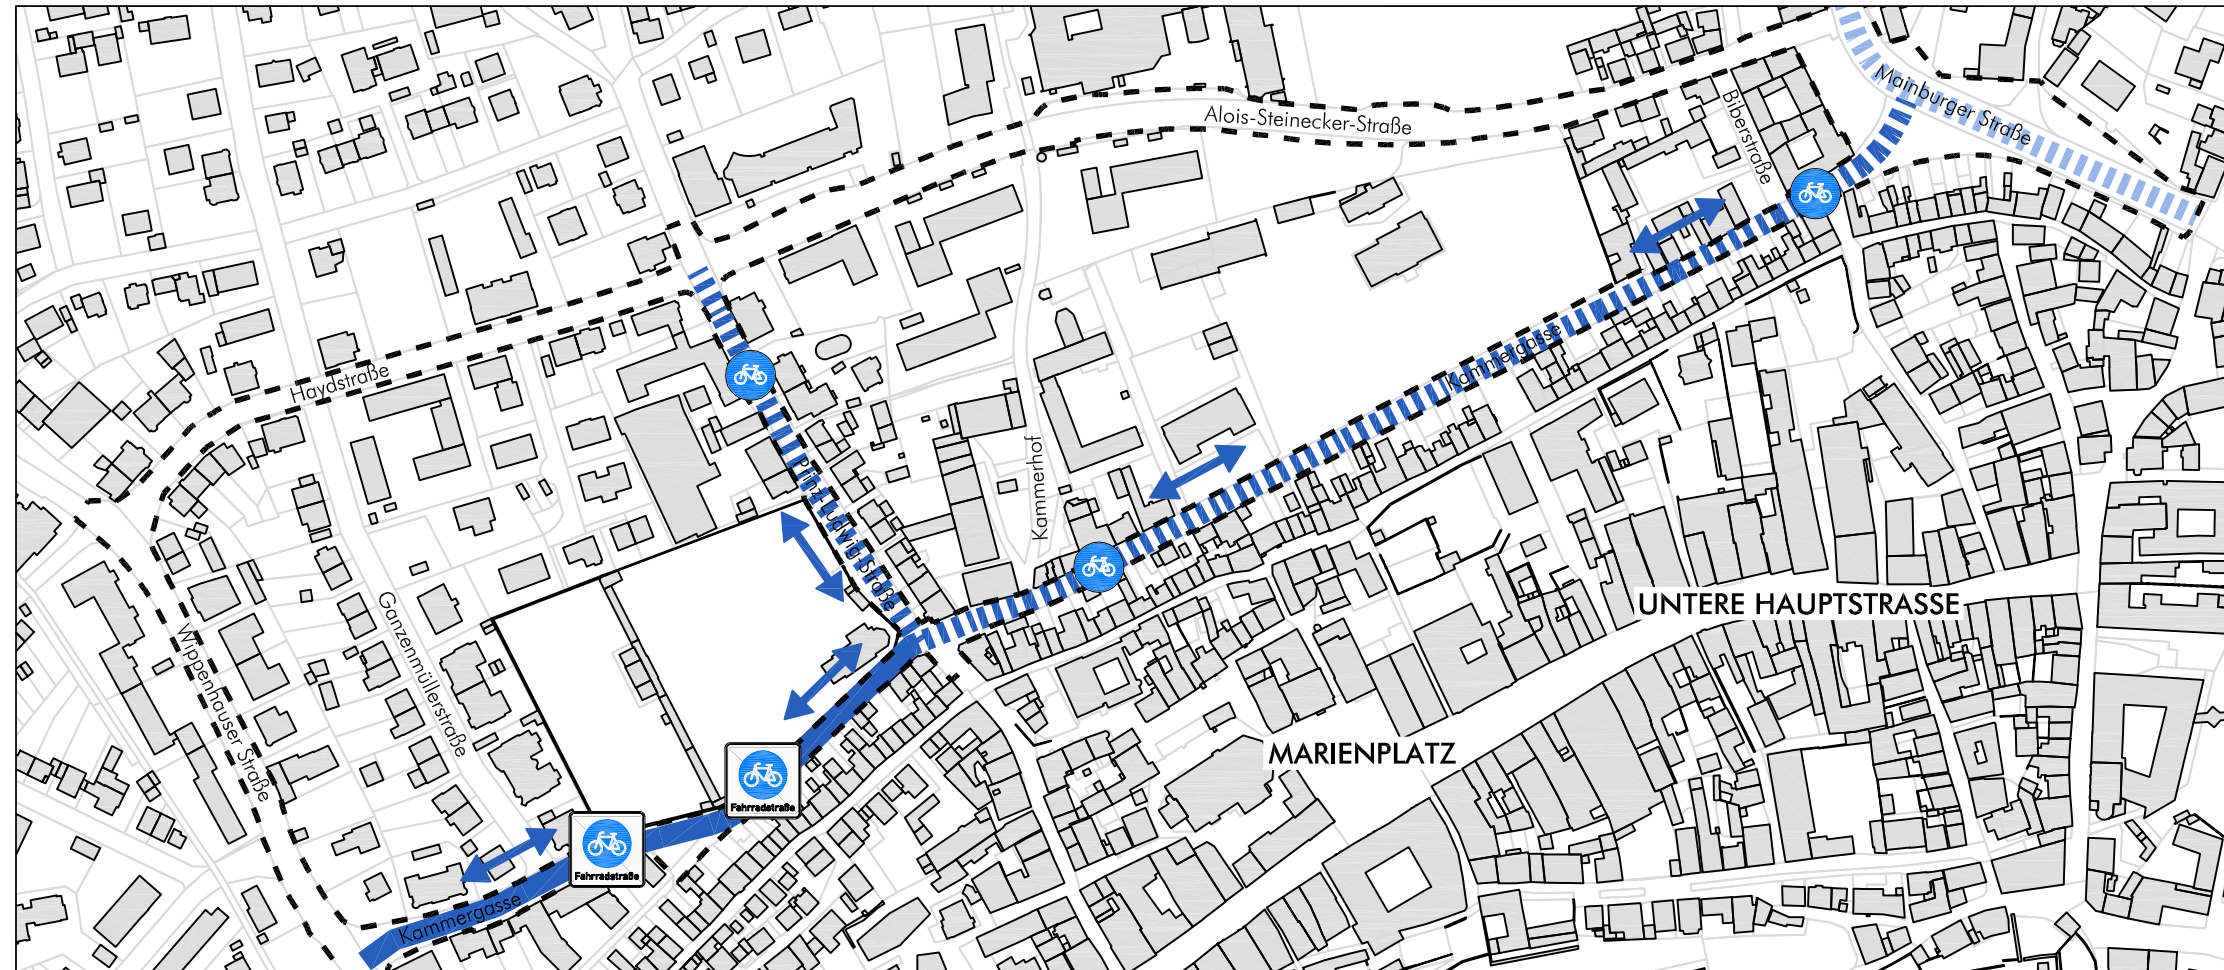 Mainburger Straße
Alois-Steinecker-Straße
Biberstraße
Kammergasse
Haydstraße
Kammerhof
Prinz-Ludwig-Straße
UNTERE HAUPTSTRASSE
Ganzenmüllerstraße
Wippenhauser Straße
MARIENPLATZ
Fahrradstraße
Fahrradstraße
Kammergasse